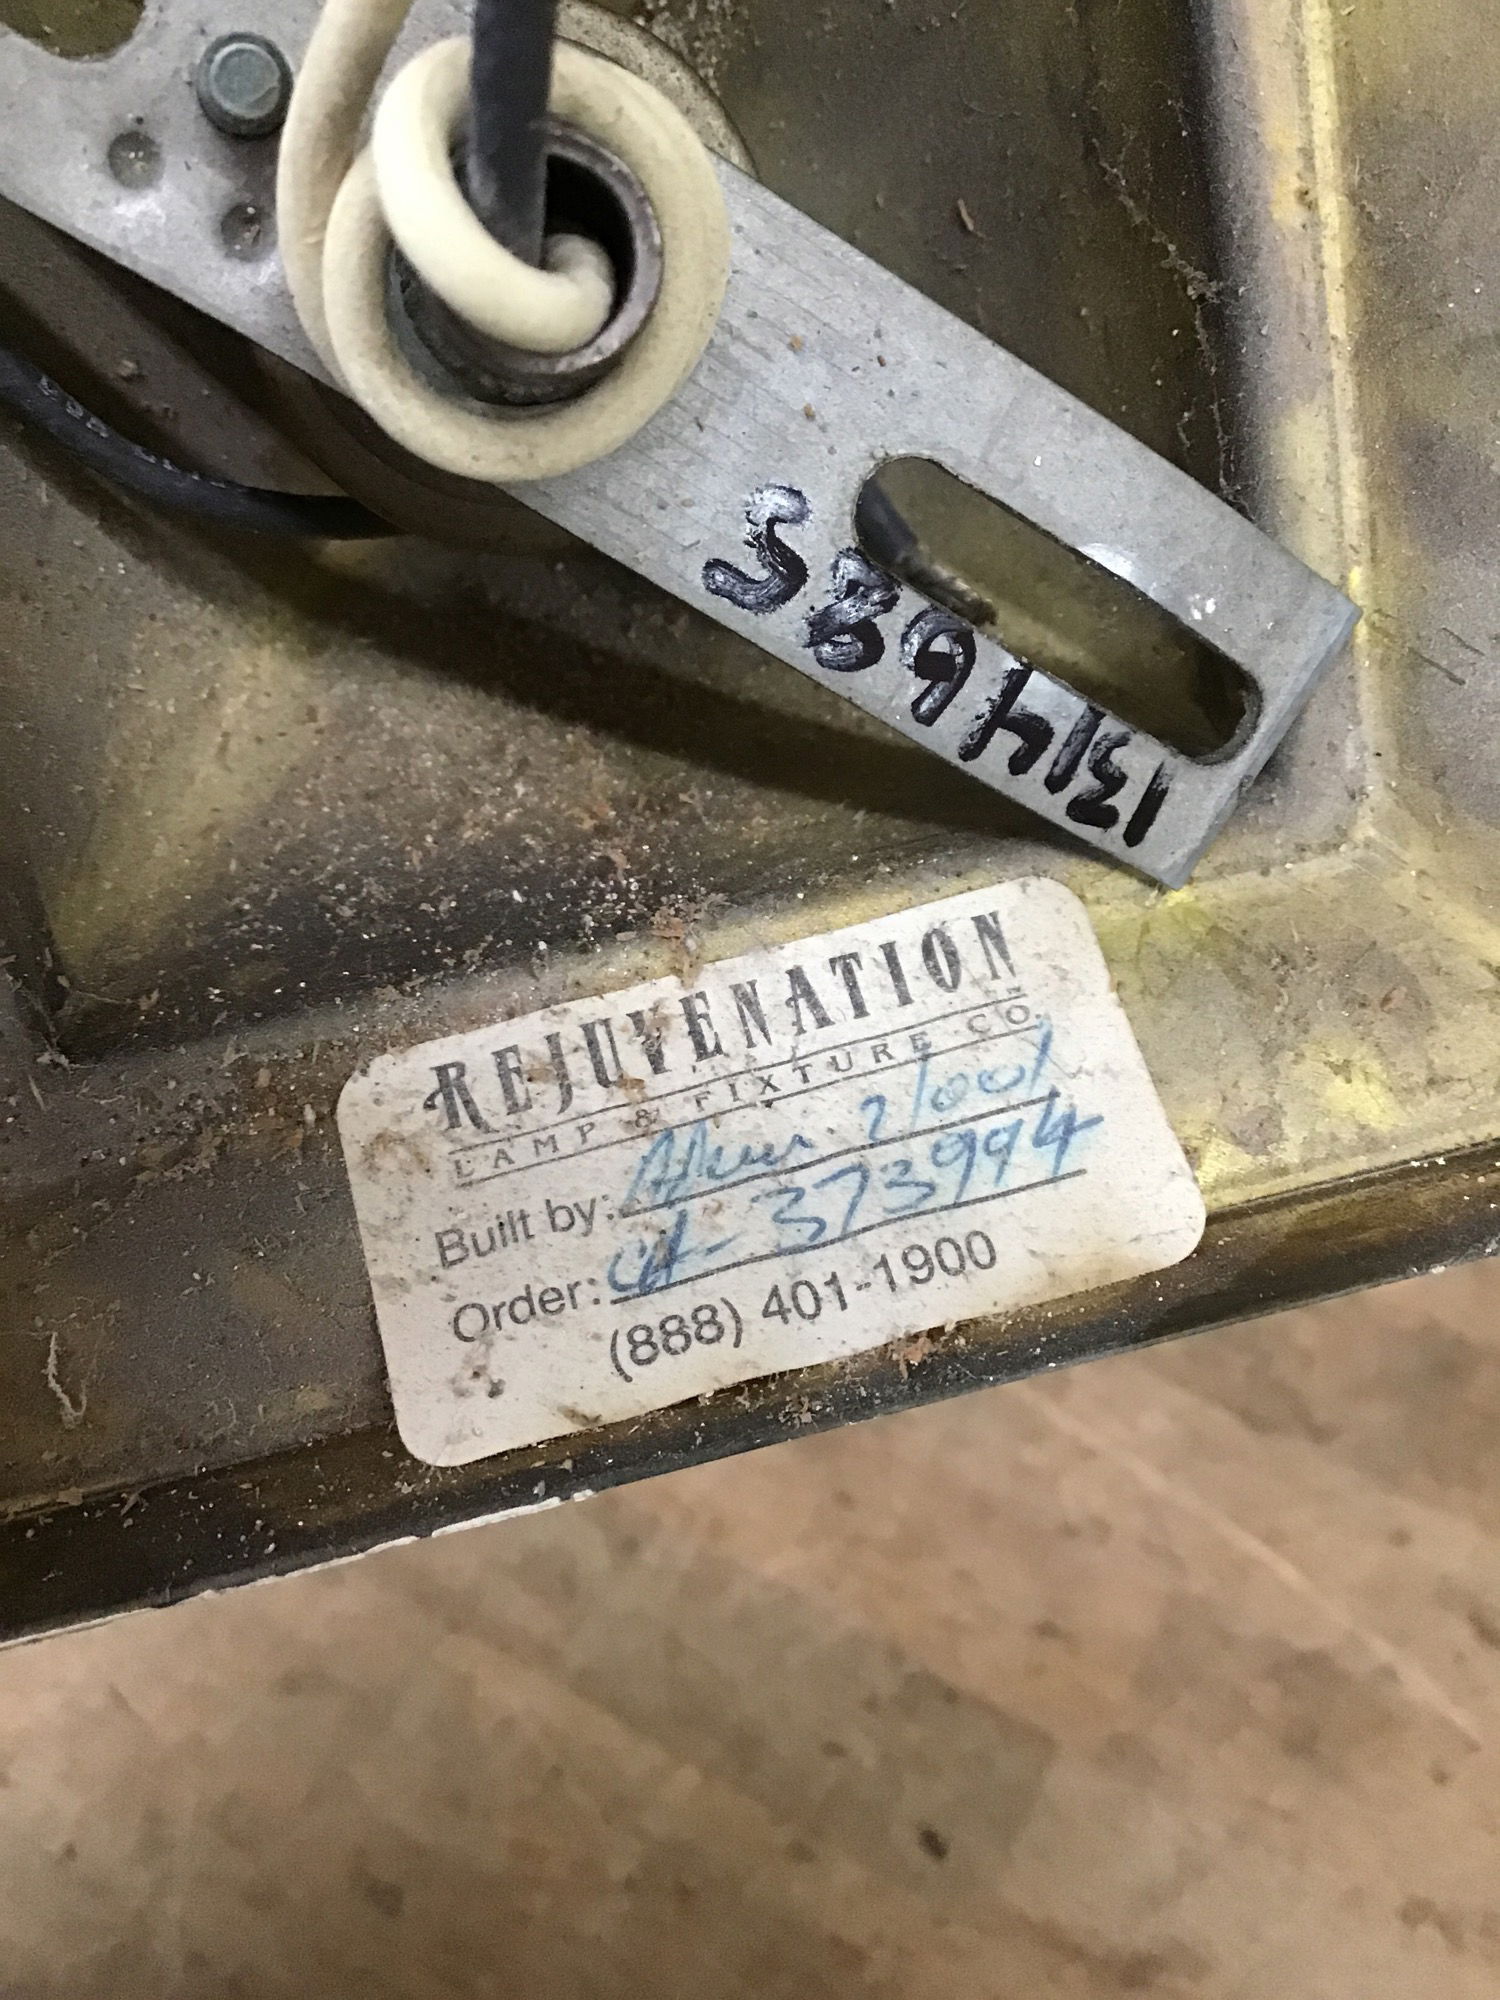 1314685
REJUVENATION
LAMP & FIXTURE CO.
Built by:
Order: 373994
(888) 401-1900